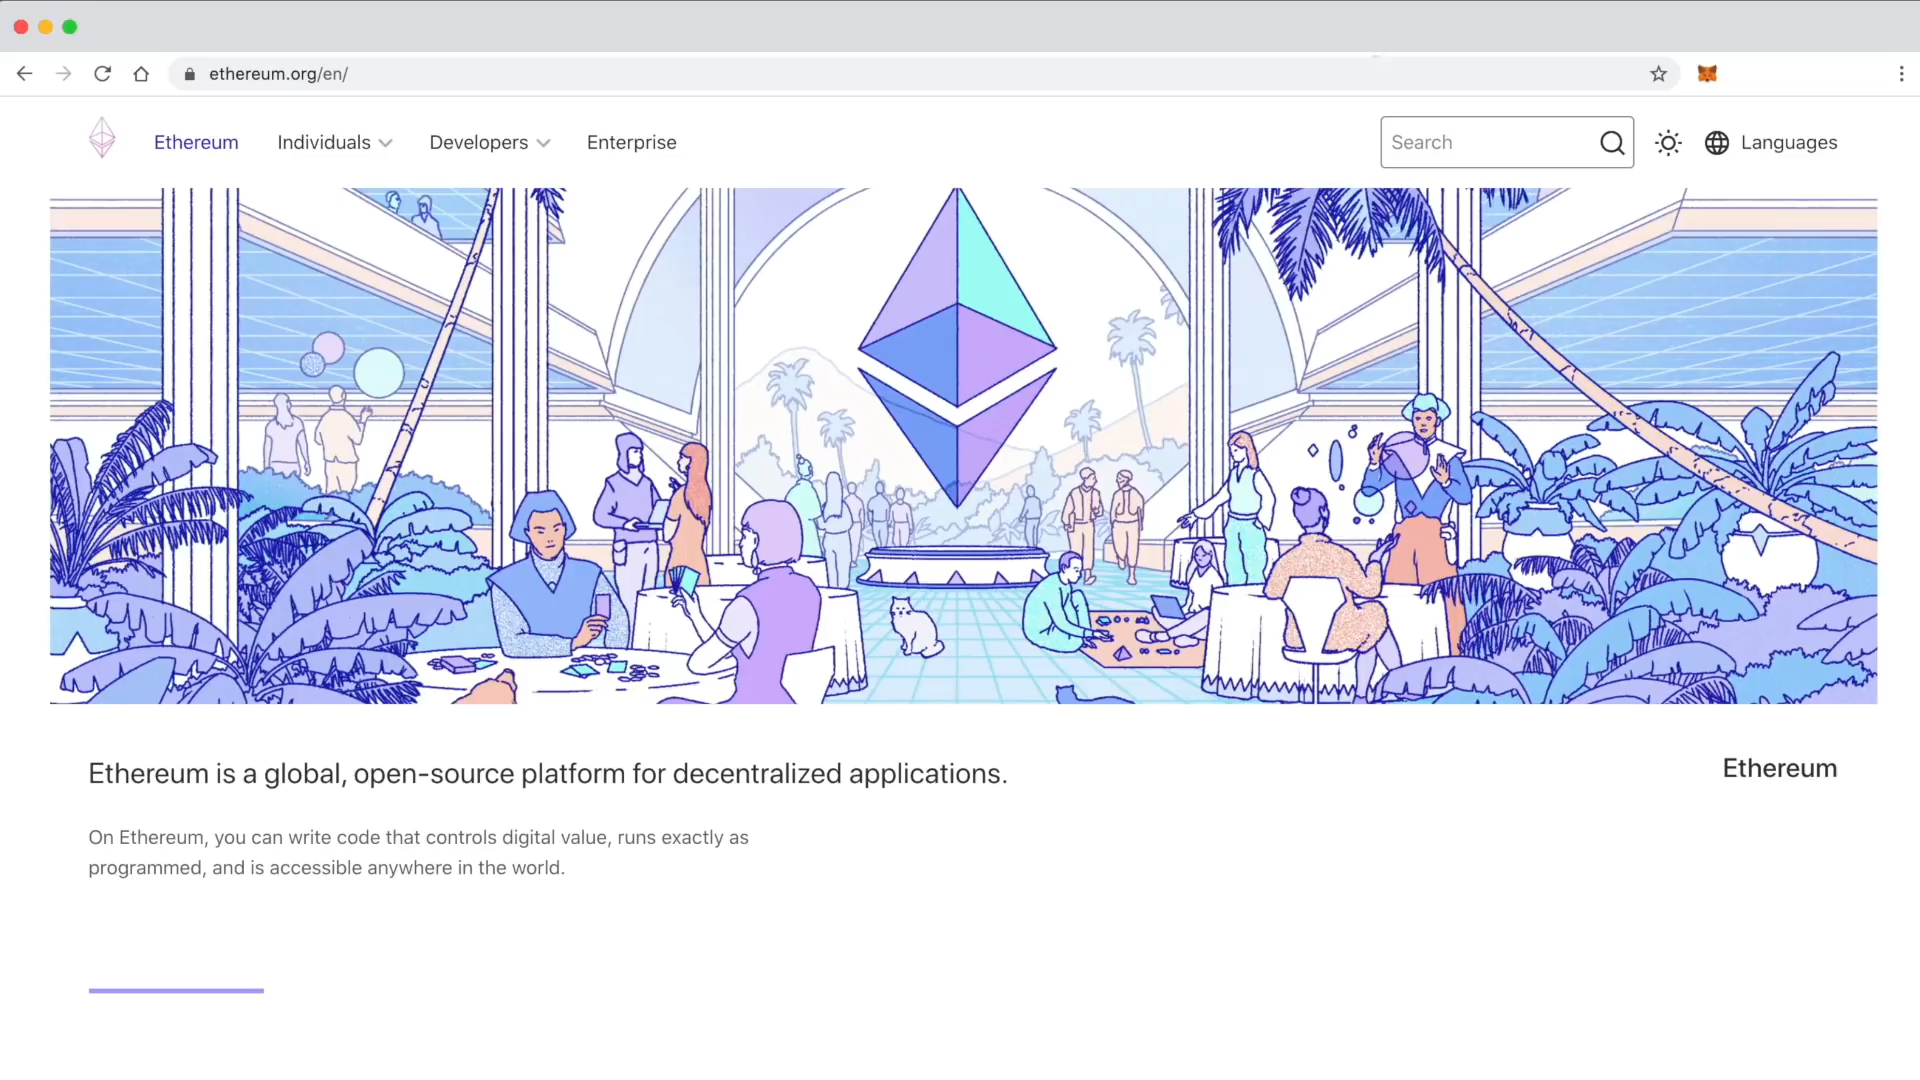 ethereum.org/en/
Ethereum
Individuals
Developers
Enterprise
Search
Languages
Ethereum is a global, open-source platform for decentralized applications.
Ethereum
On Ethereum, you can write code that controls digital value, runs exactly as
programmed, and is accessible anywhere in the world.